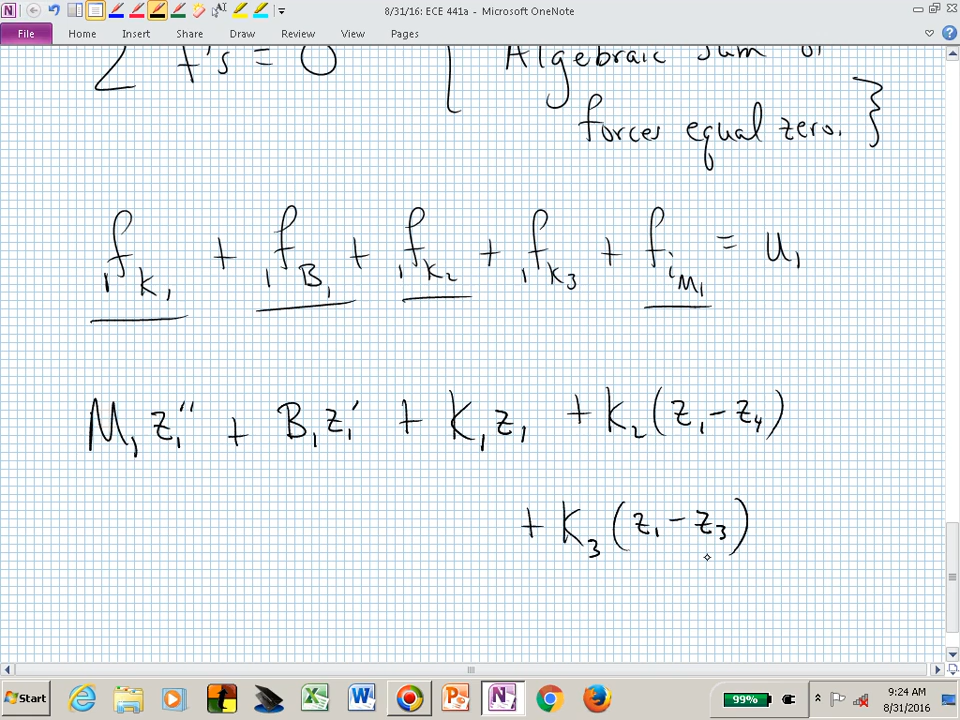 8/31/16: ECE 441a - Microsoft OneNote
File Home Insert Share Draw Review View Pages
Σ f's = 0 { Algebraic sum of
forces equal zero. }
₁f_K₁ + ₁f_B₁ + ₁f_K₂ + ₁f_K₃ + f_i_M₁ = u₁
M₁z₁'' + B₁z₁' + K₁z₁ + K₂(z₁ - z₄)
+ K₃(z₁ - z₃)
Start
99%
9:24 AM
8/31/2016